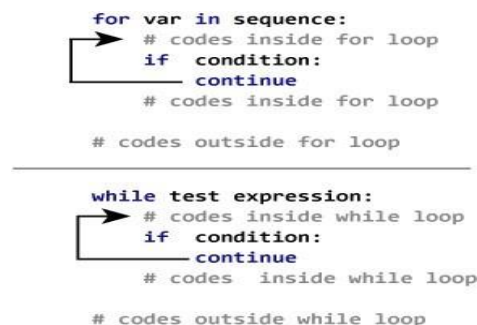 for var in sequence:
# codes inside for loop
if condition:
continue
# codes inside for loop
# codes outside for loop
while test expression:
# codes inside while loop
if condition:
continue
# codes inside while loop
# codes outside while loop